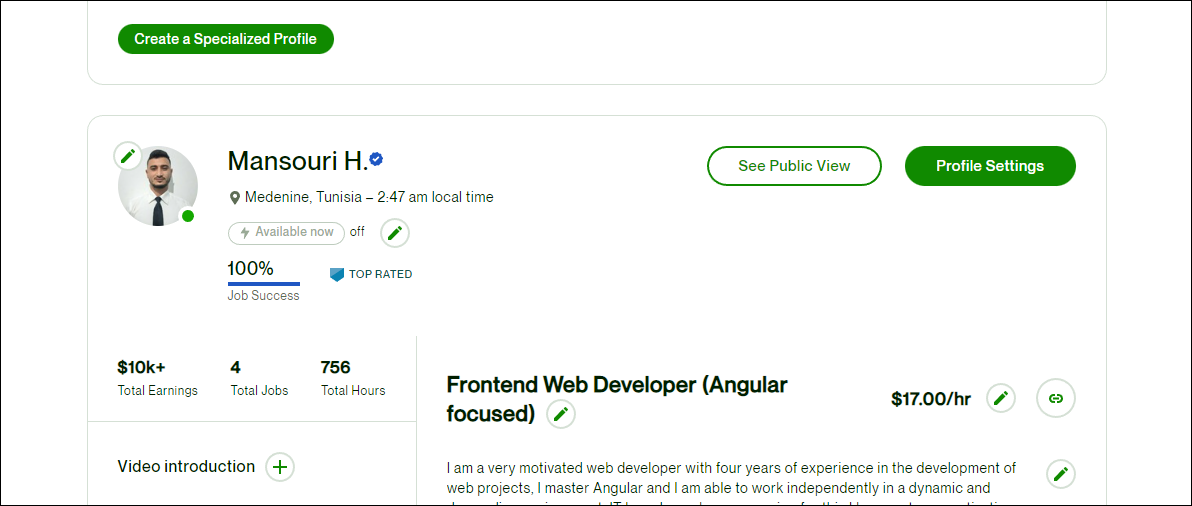 Create a Specialized Profile
Mansouri H.
See Public View
Profile Settings
Medenine, Tunisia – 2:47 am local time
Available now off
100%
Job Success
TOP RATED
$10k+ 4 756
Total Earnings Total Jobs Total Hours
Video introduction
Frontend Web Developer (Angular
focused)
$17.00/hr
I am a very motivated web developer with four years of experience in the development of
web projects, I master Angular and I am able to work independently in a dynamic and